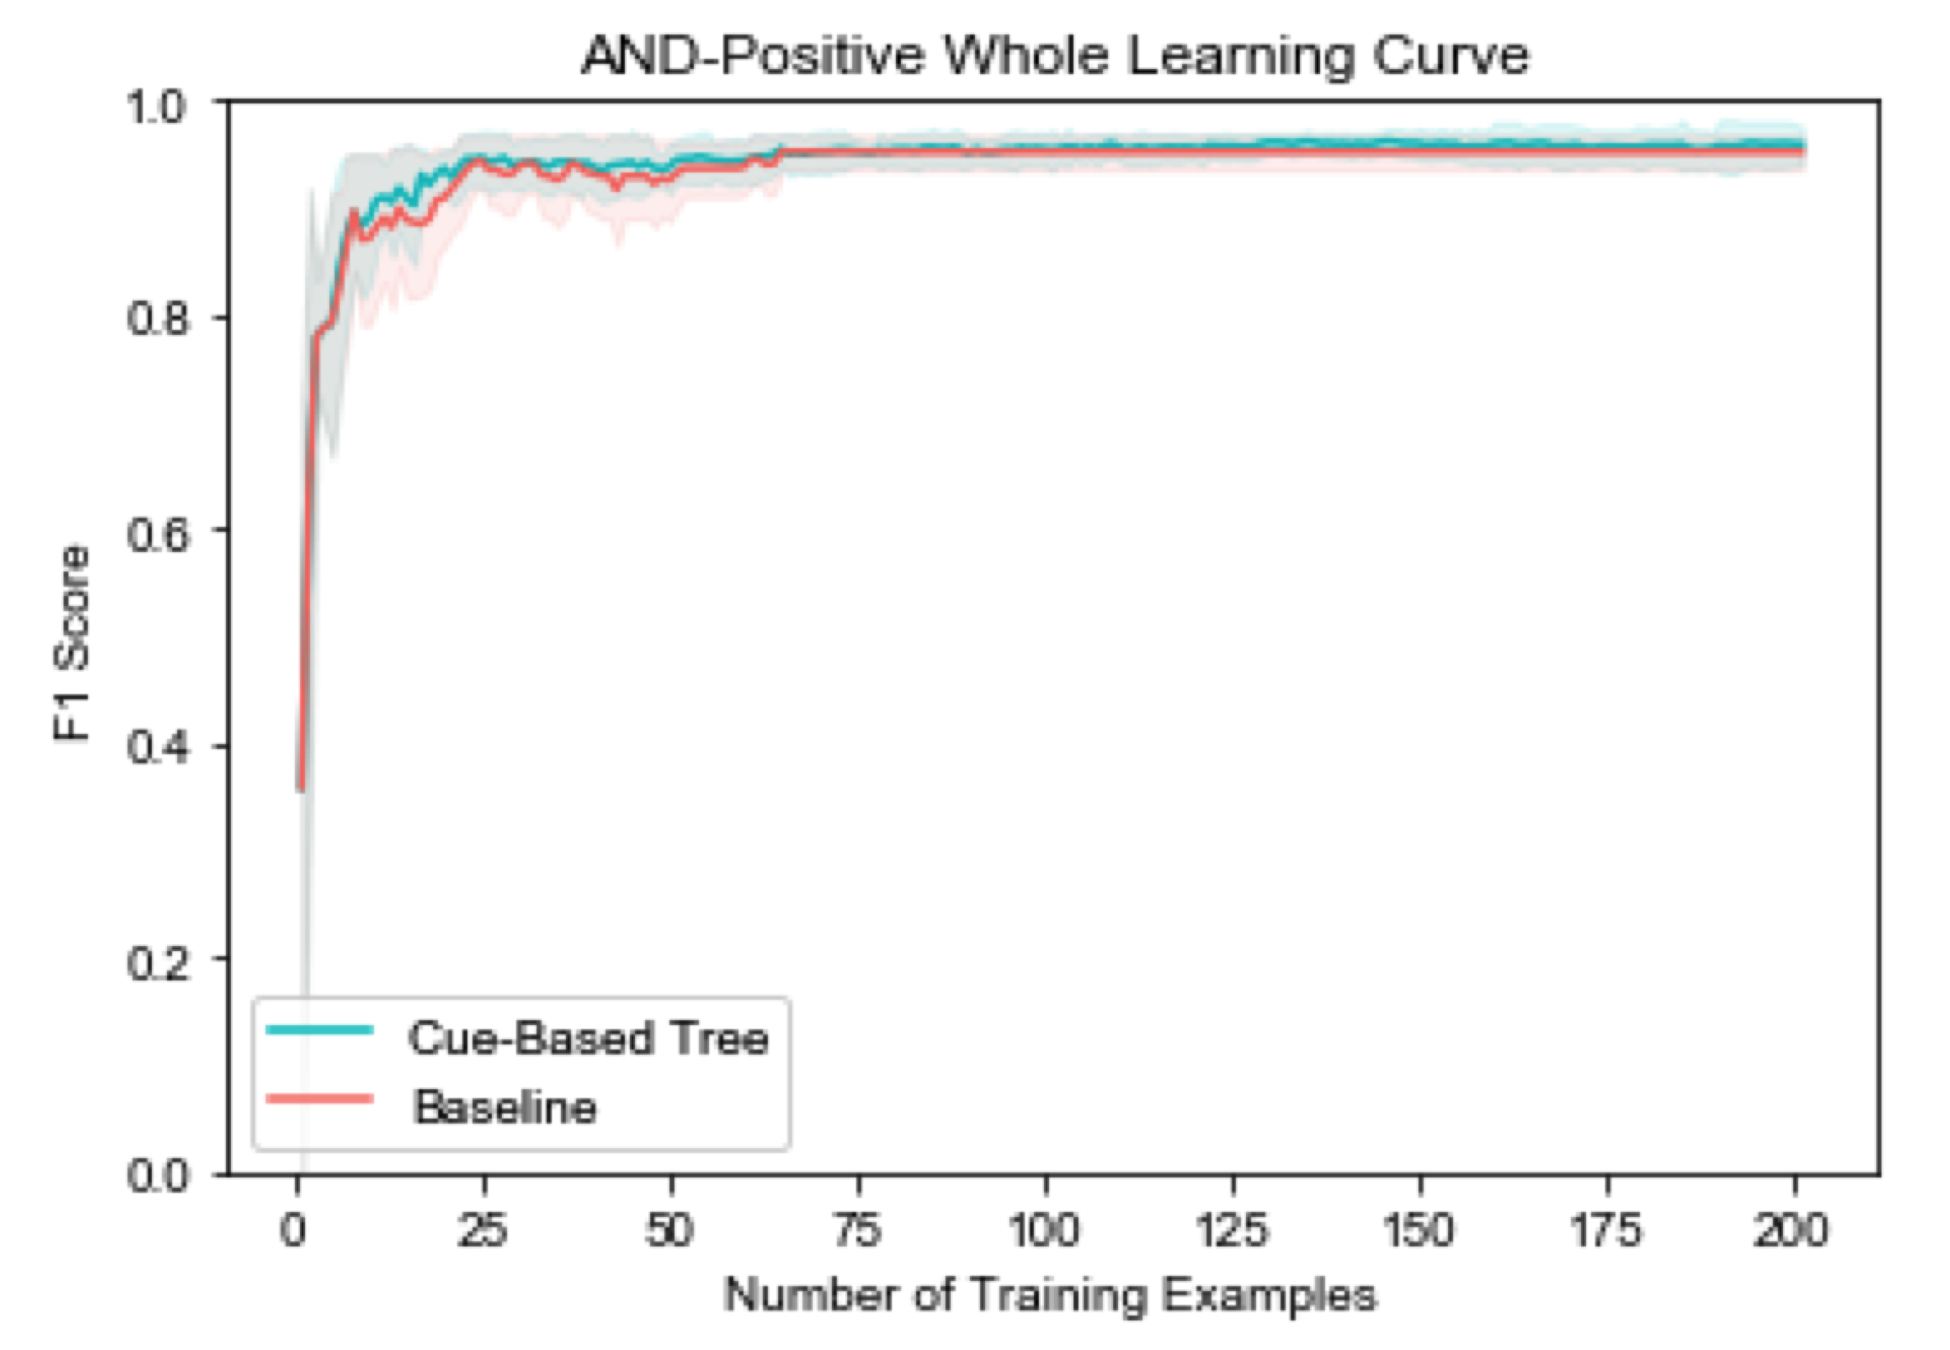 AND-Positive Whole Learning Curve
1.0
0.8
0.6
0.4
0.2
0.0
F1 Score
Cue-Based Tree
Baseline
0 25 50 75 100 125 150 175 200
Number of Training Examples